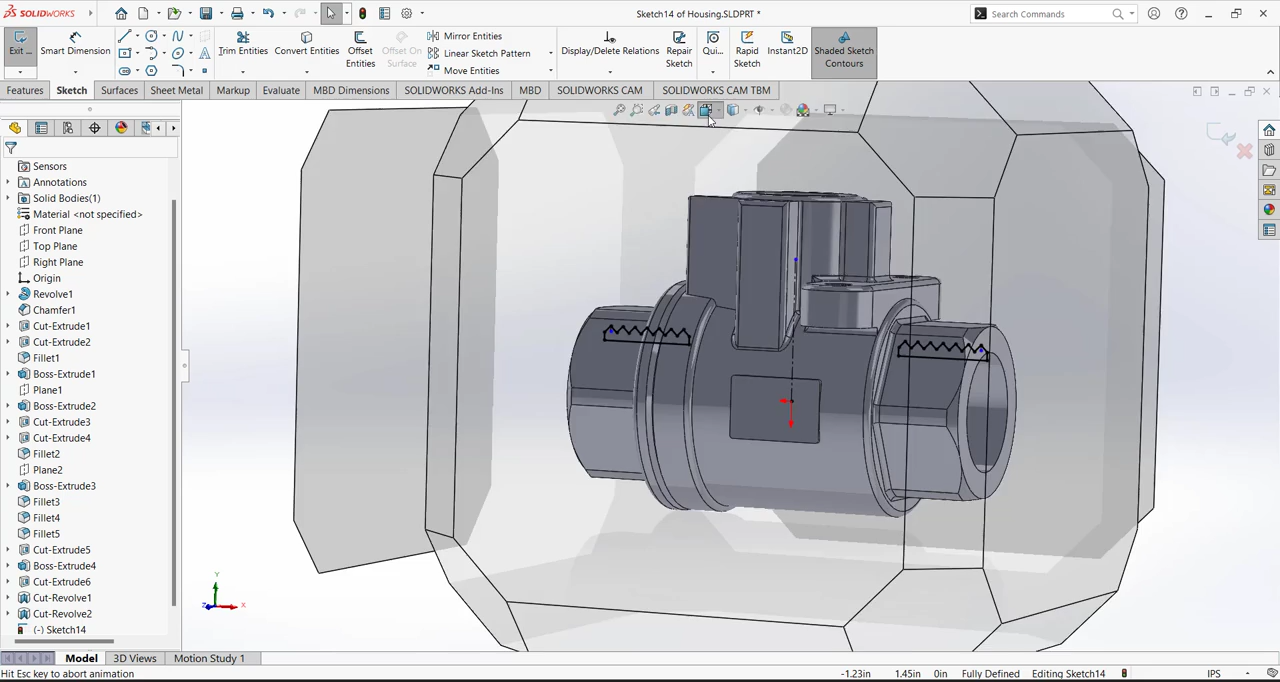 SOLIDWORKS
Sketch14 of Housing.SLDPRT *
Search Commands
Exit ...
Smart Dimension
Trim Entities
Convert Entities
Offset Entities
Offset On Surface
Mirror Entities
Linear Sketch Pattern
Move Entities
Display/Delete Relations
Repair Sketch
Qui...
Rapid Sketch
Instant2D
Shaded Sketch Contours
Features
Sketch
Surfaces
Sheet Metal
Markup
Evaluate
MBD Dimensions
SOLIDWORKS Add-Ins
MBD
SOLIDWORKS CAM
SOLIDWORKS CAM TBM
Sensors
Annotations
Solid Bodies(1)
Material <not specified>
Front Plane
Top Plane
Right Plane
Origin
Revolve1
Chamfer1
Cut-Extrude1
Cut-Extrude2
Fillet1
Boss-Extrude1
Plane1
Boss-Extrude2
Cut-Extrude3
Cut-Extrude4
Fillet2
Plane2
Boss-Extrude3
Fillet3
Fillet4
Fillet5
Cut-Extrude5
Boss-Extrude4
Cut-Extrude6
Cut-Revolve1
Cut-Revolve2
(-) Sketch14
Y
Z
X
Model
3D Views
Motion Study 1
Hit Esc key to abort animation
-1.23in
1.45in
0in
Fully Defined
Editing Sketch14
IPS